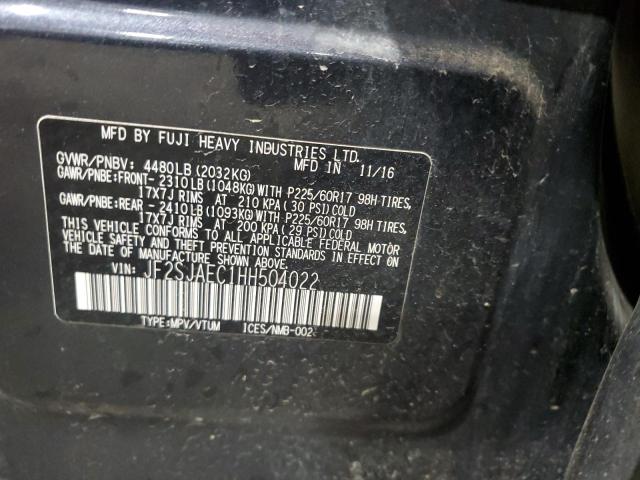 MFD BY FUJI HEAVY INDUSTRIES LTD.
MFD IN 11/16
GVWR/PNBV: 4480LB(2032KG)
GAWR/PNBE:FRONT-2310LB(1048KG)WITH P225/60R17 98H TIRES,
17X7J RIMS AT 210 KPA(30 PSI)COLD
GAWR/PNBE:REAR -2410LB(1093KG)WITH P225/60R17 98H TIRES,
17X7J RIMS AT 200 KPA(29 PSI)COLD
THIS VEHICLE CONFORMS TO ALL APPLICABLE FEDERAL MOTOR
VEHICLE SAFETY AND THEFT PREVENTION STANDARDS IN
EFFECT ON THE DATE OF MANUFACTURE SHOWN ABOVE.
VIN: JF2SJAEC1HH504022
TYPE:MPV/VTUM ICES/NMB-002